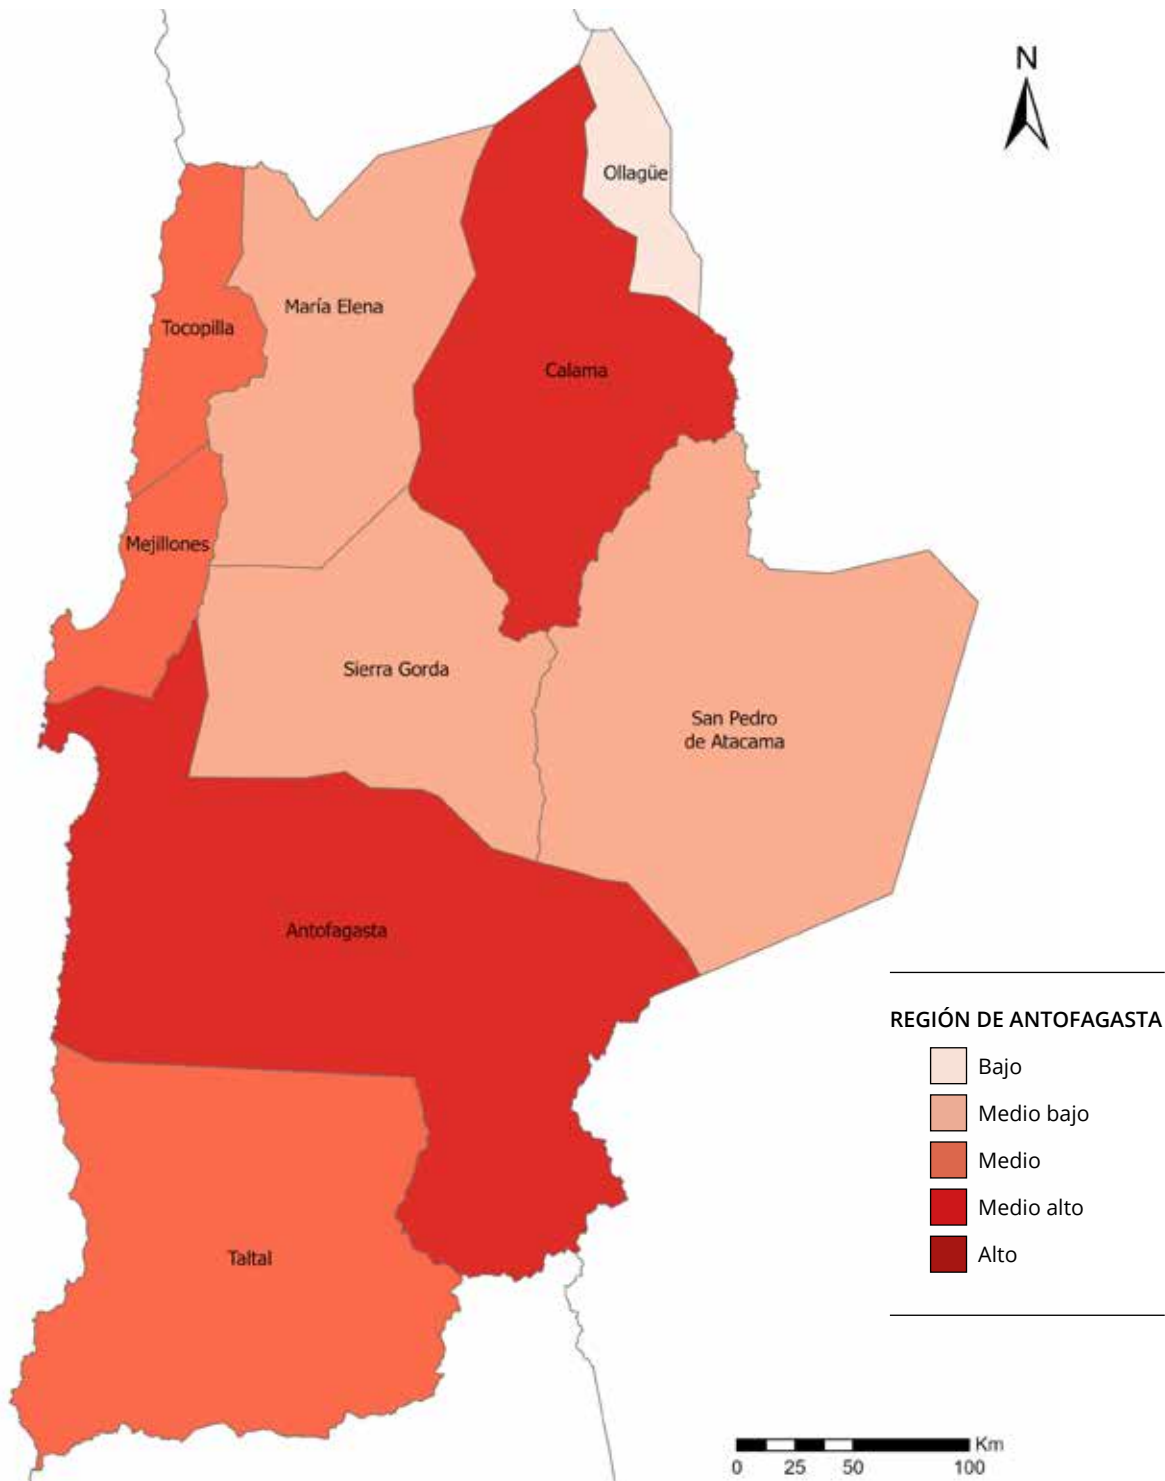 N
Ollagüe
María Elena
Tocopilla
Calama
Mejillones
Sierra Gorda
San Pedro
de Atacama
Antofagasta
Taltal
REGIÓN DE ANTOFAGASTA
Bajo
Medio bajo
Medio
Medio alto
Alto
Km
0 25 50 100